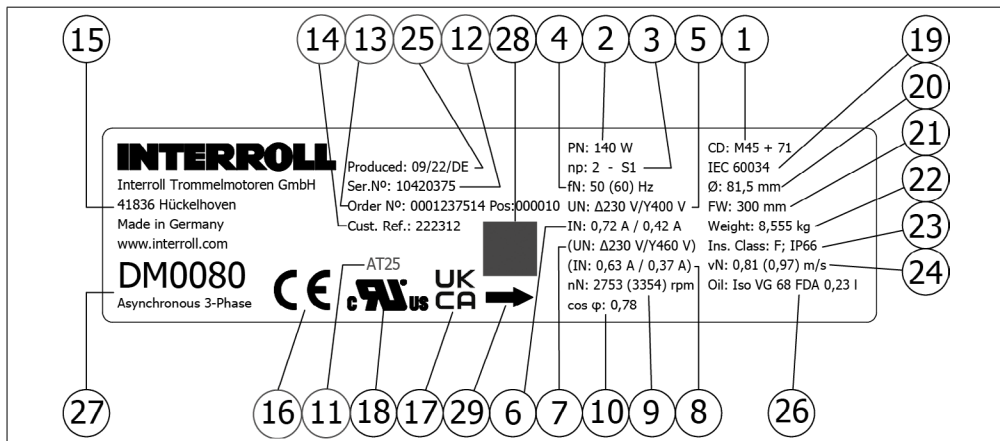 15 14 13 25 12 28 4 2 3 5 1 19
20
21
22
23
24
INTERROLL
Interroll Trommelmotoren GmbH
41836 Hückelhoven
Made in Germany
www.interroll.com
DM0080
Asynchronous 3-Phase
Produced: 09/22/DE
Ser.Nº: 10420375
Order Nº: 0001237514 Pos:000010
Cust. Ref.: 222312
AT25
CE
c UR US
UK
CA
PN: 140 W
np: 2 - S1
fN: 50 (60) Hz
UN: Δ230 V/Y400 V
IN: 0,72 A / 0,42 A
(UN: Δ230 V/Y460 V)
(IN: 0,63 A / 0,37 A)
nN: 2753 (3354) rpm
cos φ: 0,78
CD: M45 + 71
IEC 60034
Ø: 81,5 mm
FW: 300 mm
Weight: 8,555 kg
Ins. Class: F; IP66
vN: 0,81 (0,97) m/s
Oil: Iso VG 68 FDA 0,23 l
27 16 11 18 17 29 6 7 10 9 8 26